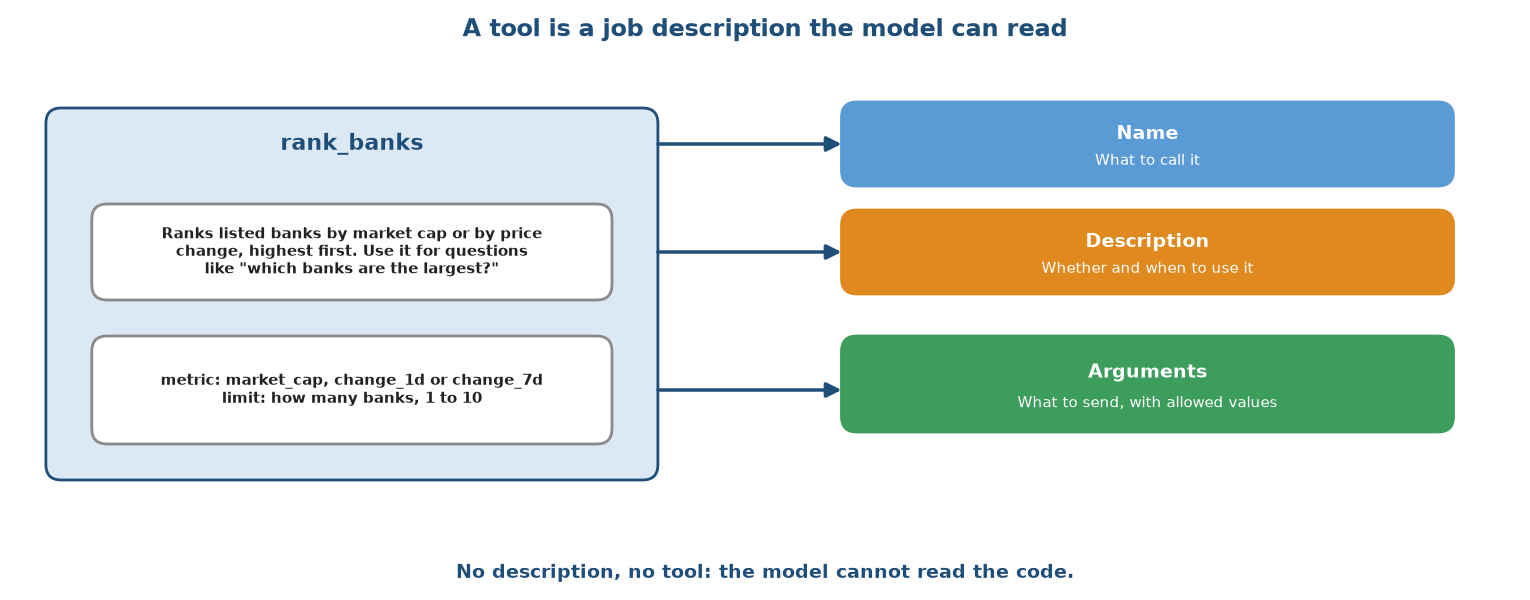 A tool is a job description the model can read
rank_banks
Ranks listed banks by market cap or by price
change, highest first. Use it for questions
like "which banks are the largest?"
metric: market_cap, change_1d or change_7d
limit: how many banks, 1 to 10
Name
What to call it
Description
Whether and when to use it
Arguments
What to send, with allowed values
No description, no tool: the model cannot read the code.